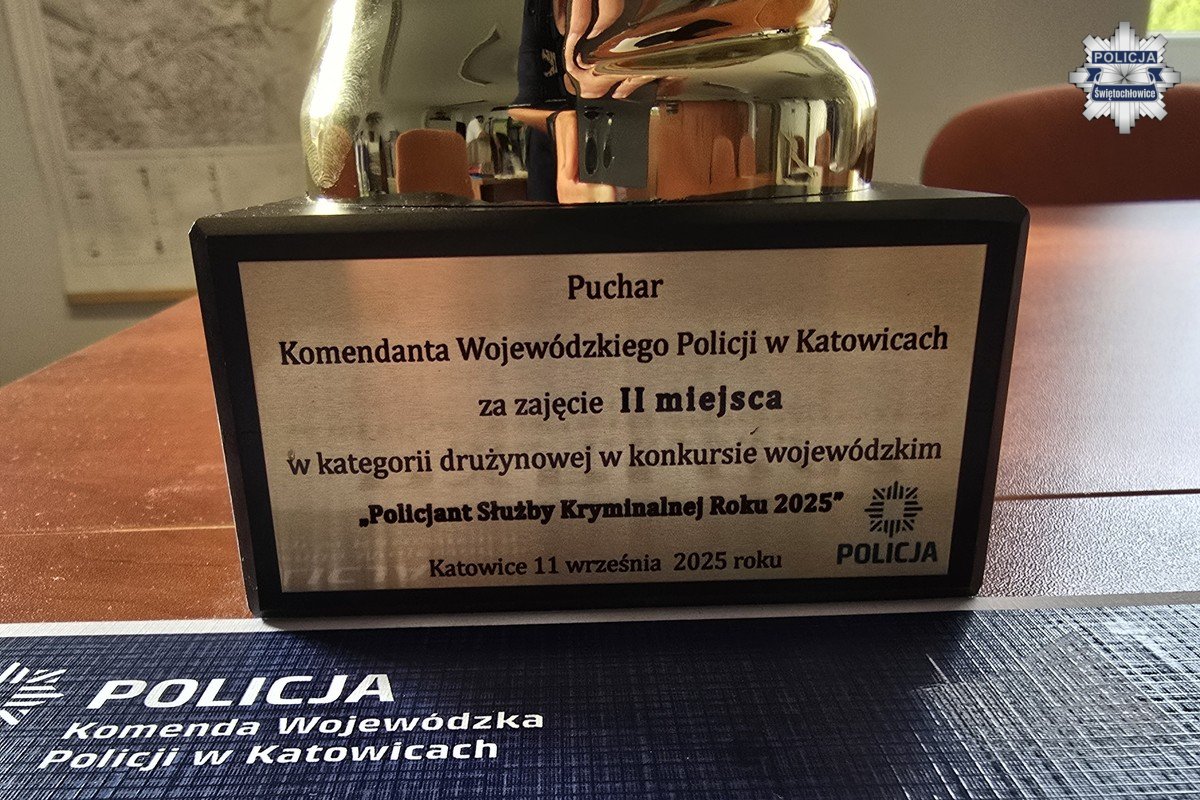 POLICJA
Świętochłowice
Puchar
Komendanta Wojewódzkiego Policji w Katowicach
za zajęcie II miejsca
w kategorii drużynowej w konkursie wojewódzkim
„Policjant Służby Kryminalnej Roku 2025”
Katowice 11 września 2025 roku
POLICJA
POLICJA
Komenda Wojewódzka
Policji w Katowicach